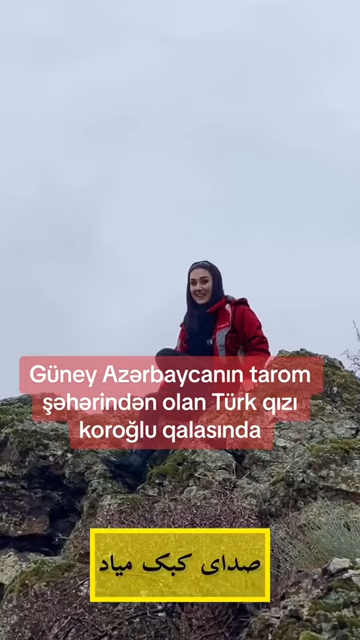 Güney Azərbaycanın tarom
şəhərindən olan Türk qızı
koroğlu qalasında
صدای کبک میاد